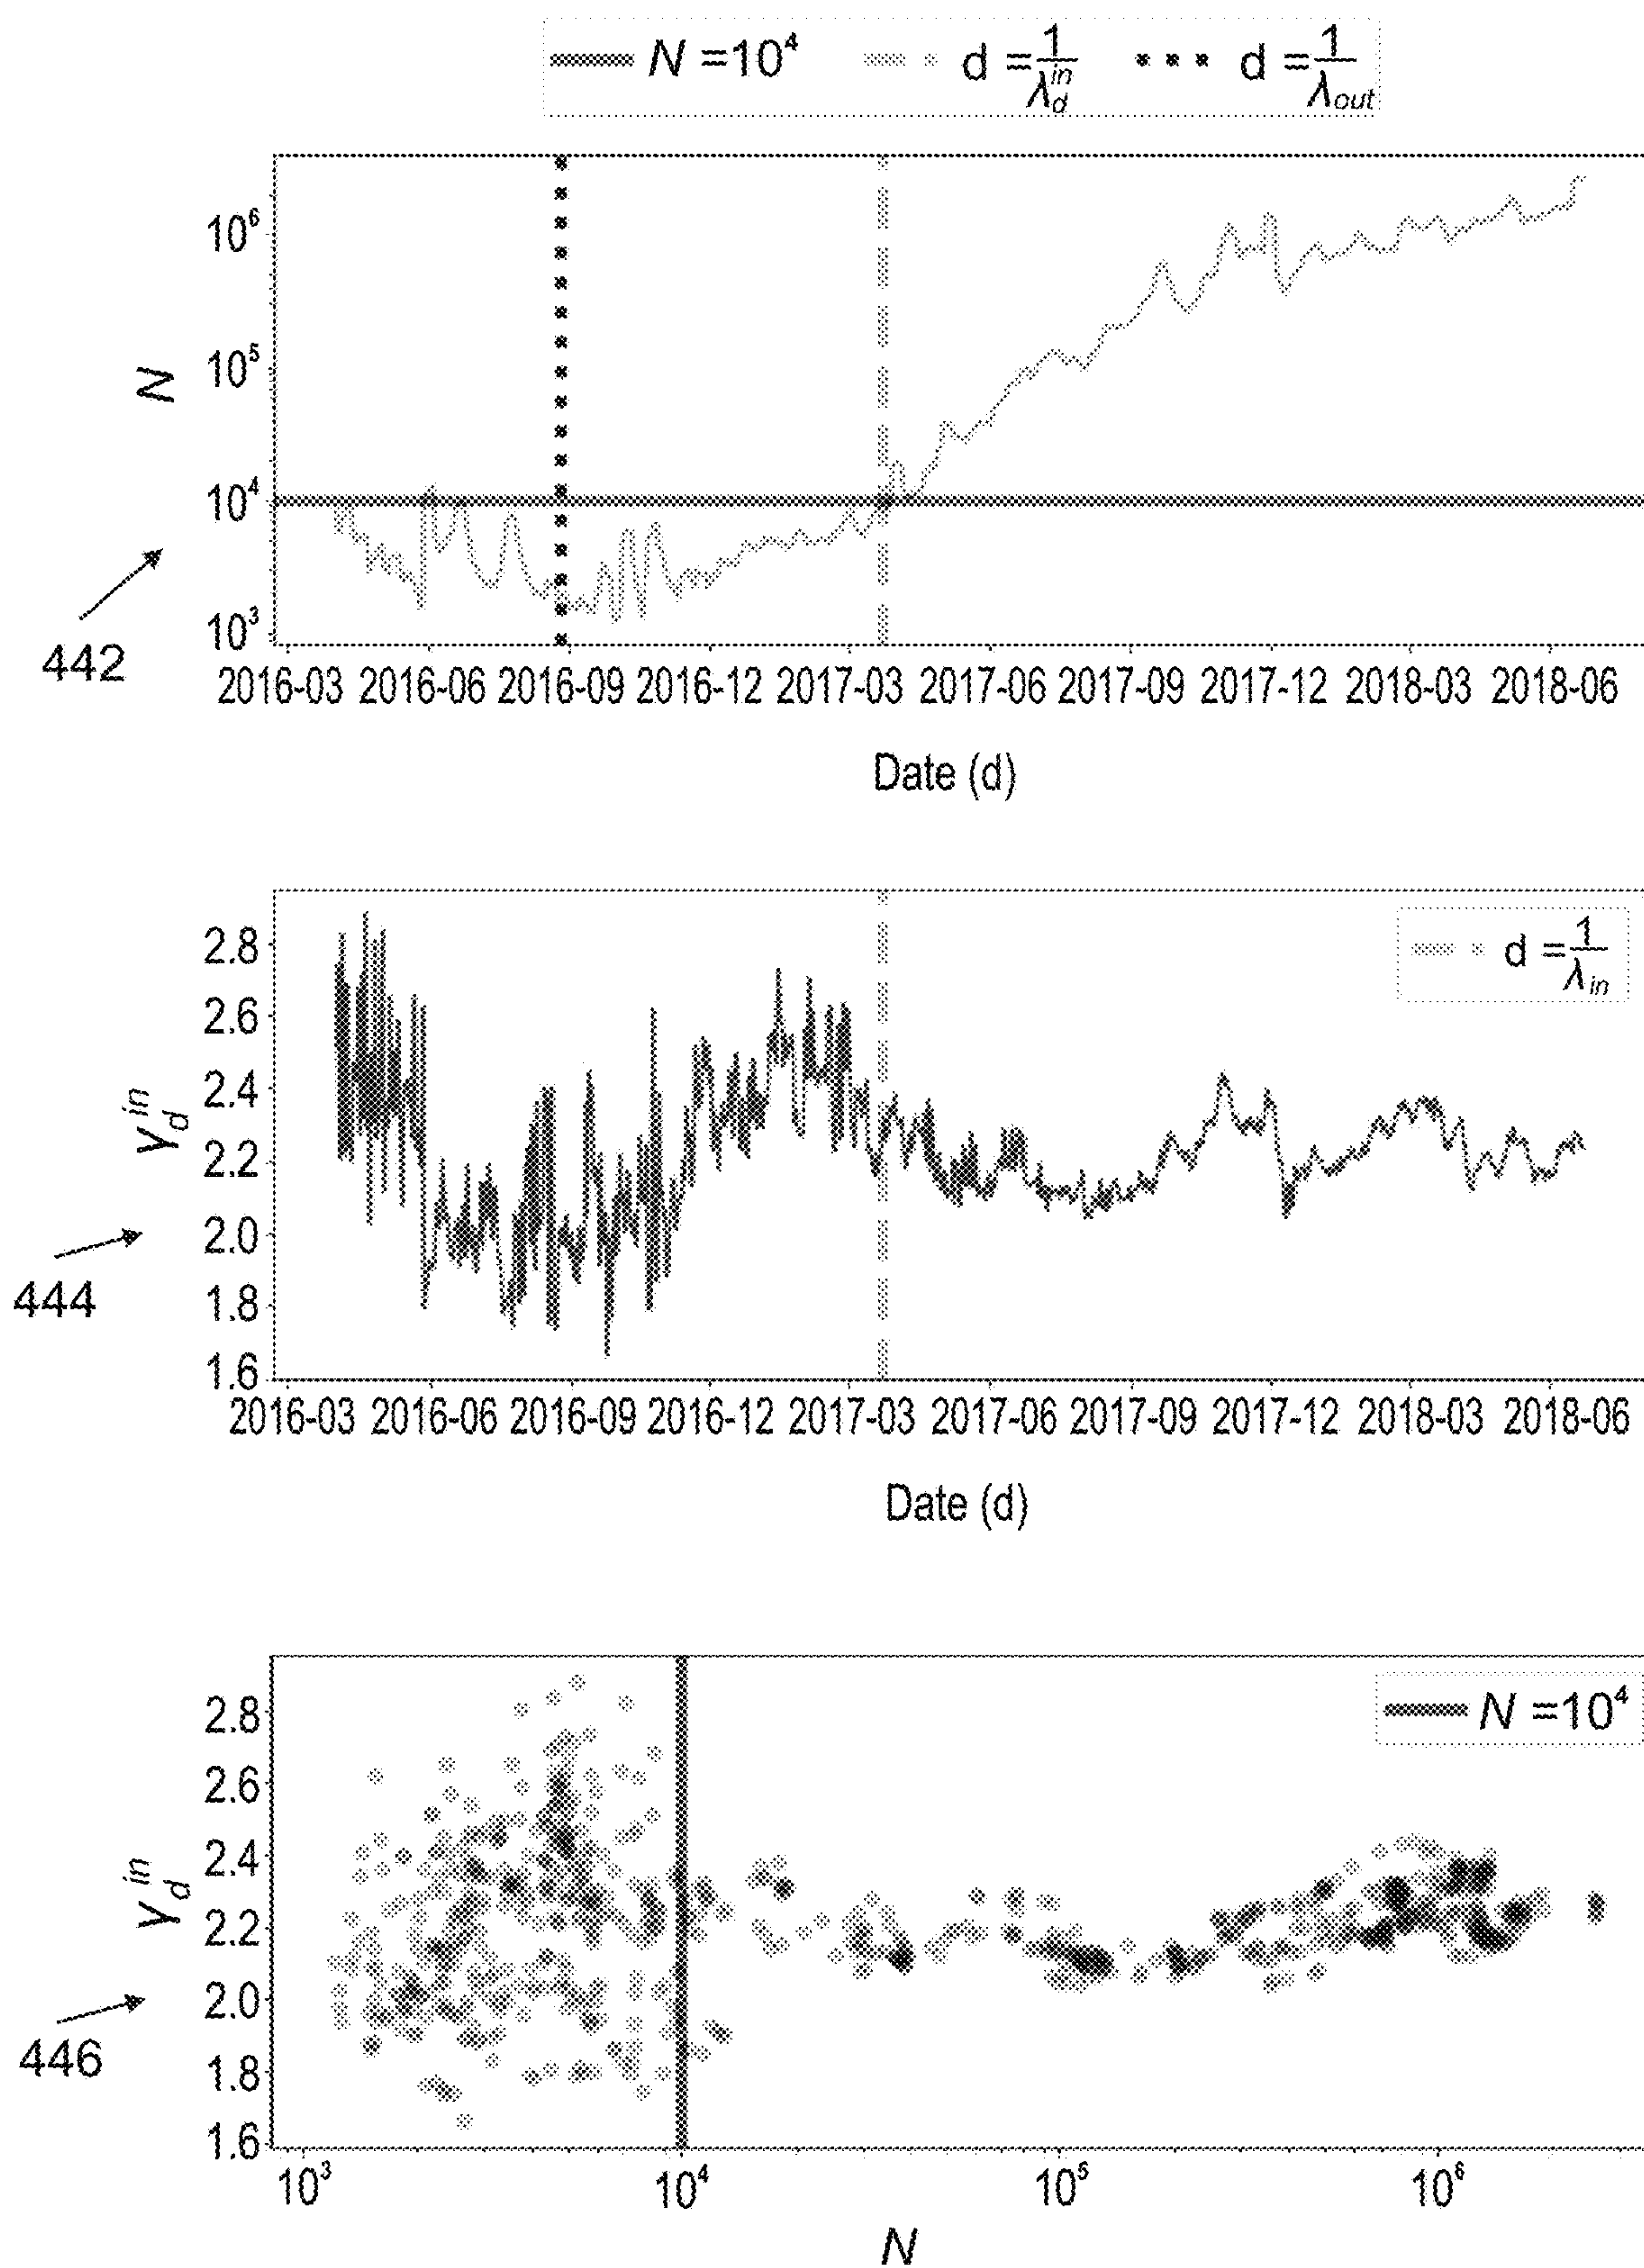 N =10⁴ d =1/λ_d^in d =1/λ_out
10⁶
10⁵
N
10⁴
10³
442
2016-03 2016-06 2016-09 2016-12 2017-03 2017-06 2017-09 2017-12 2018-03 2018-06
Date (d)
d =1/λ_in
2.8
2.6
2.4
γ_d^in
2.2
2.0
444
1.8
1.6
2016-03 2016-06 2016-09 2016-12 2017-03 2017-06 2017-09 2017-12 2018-03 2018-06
Date (d)
N =10⁴
2.8
2.6
2.4
γ_d^in
2.2
2.0
446
1.8
1.6
10³ 10⁴ 10⁵ 10⁶
N